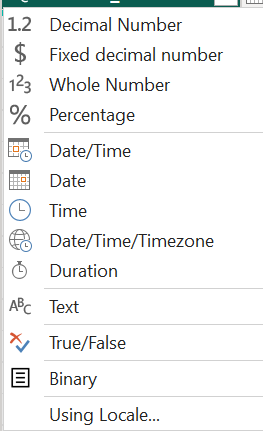 1.2 Decimal Number
$ Fixed decimal number
123 Whole Number
% Percentage
Date/Time
Date
Time
Date/Time/Timezone
Duration
ABC Text
True/False
Binary
Using Locale...